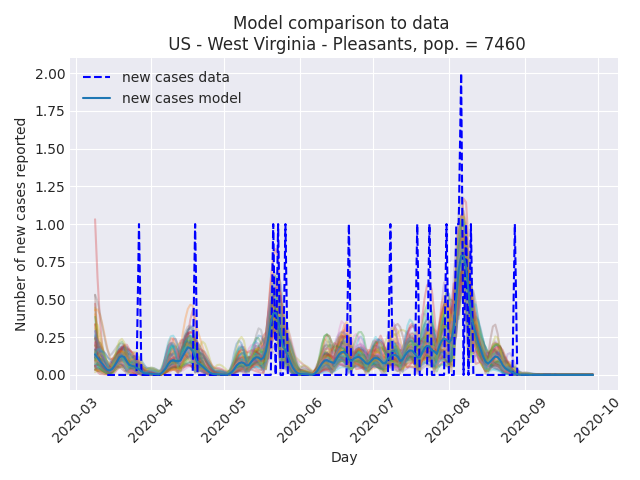 Model comparison to data
US - West Virginia - Pleasants, pop. = 7460
new cases data
new cases model
Number of new cases reported
2.00
1.75
1.50
1.25
1.00
0.75
0.50
0.25
0.00
2020-03
2020-04
2020-05
2020-06
2020-07
2020-08
2020-09
2020-10
Day